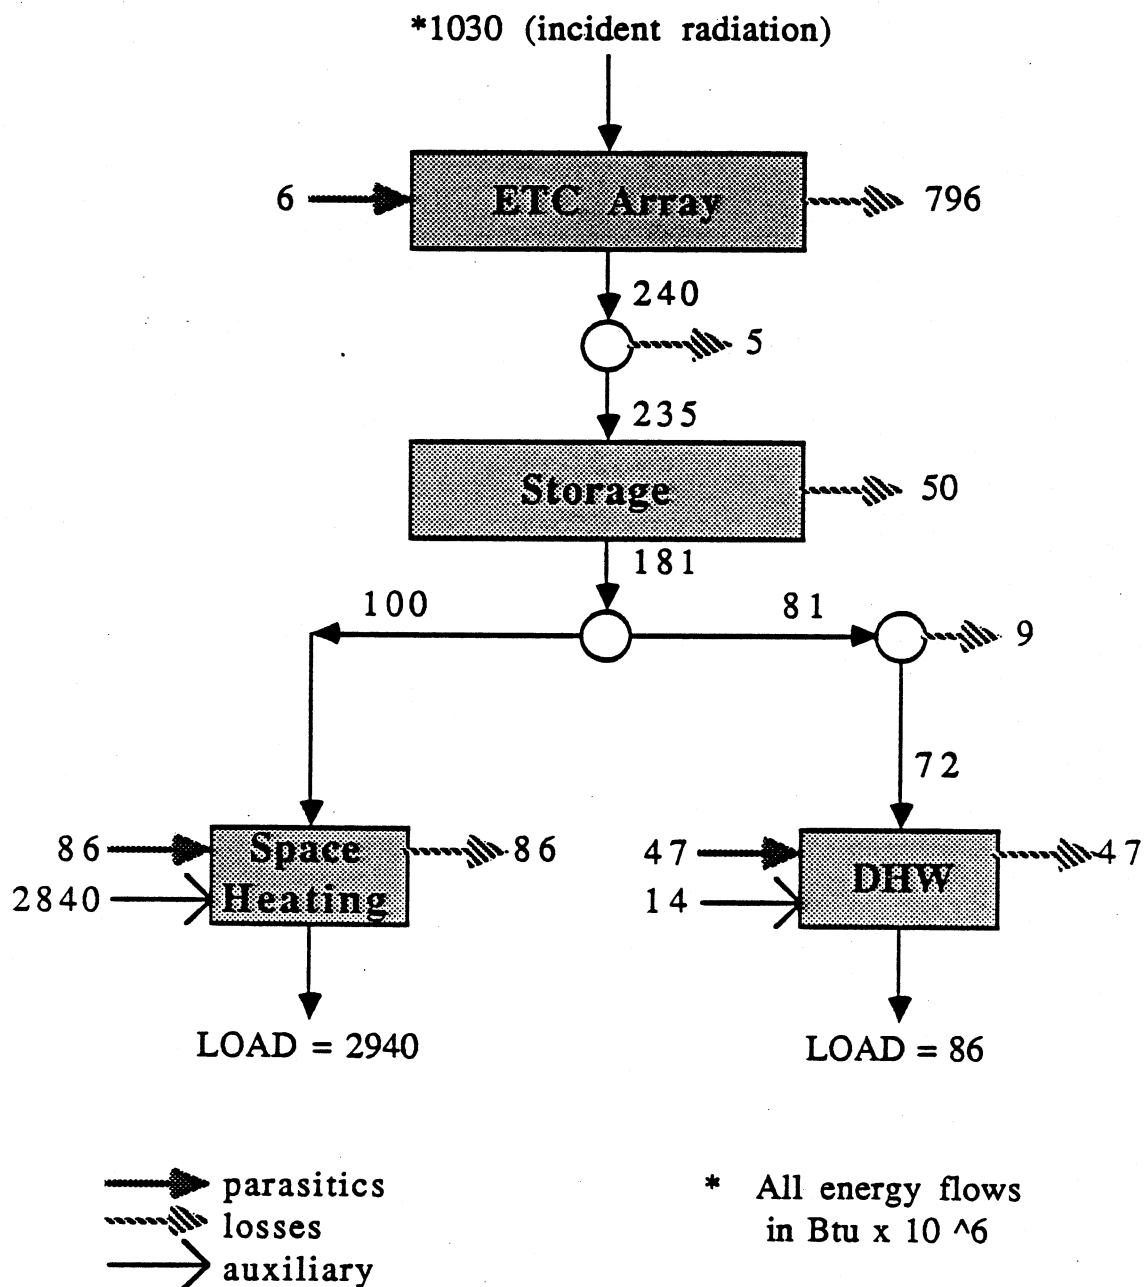 *1030 (incident radiation)
6
ETC Array
796
240
5
235
Storage
50
181
100
81
9
72
86
Space
86
47
DHW
47
2840
Heating
14
LOAD = 2940
LOAD = 86
parasitics
losses
auxiliary
* All energy flows
in Btu x 10 ^6